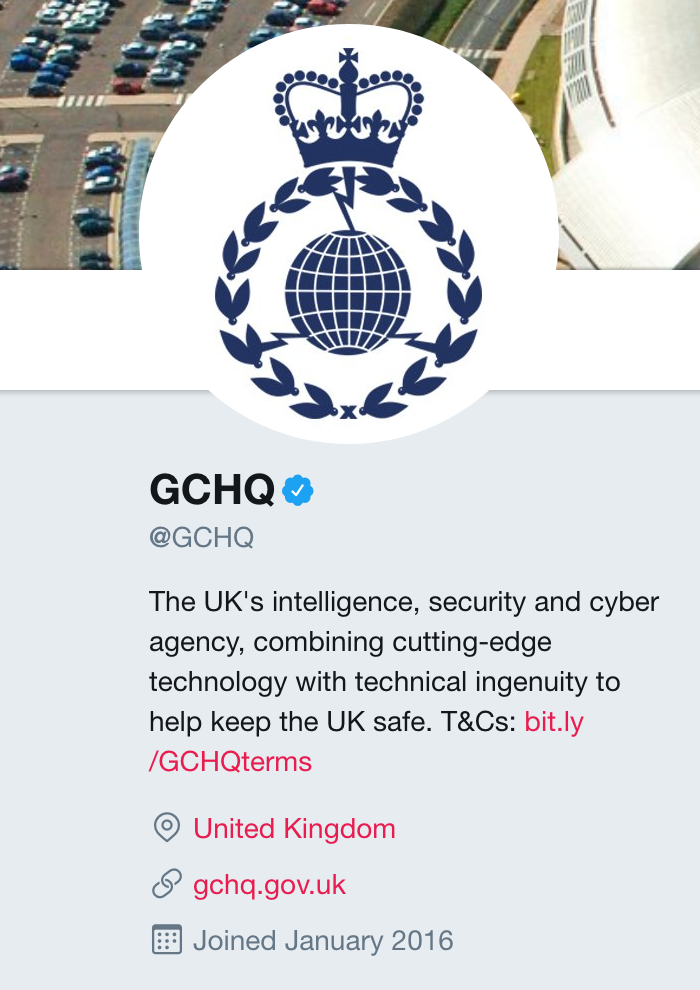 GCHQ
@GCHQ
The UK's intelligence, security and cyber
agency, combining cutting-edge
technology with technical ingenuity to
help keep the UK safe. T&Cs: bit.ly
/GCHQterms
United Kingdom
gchq.gov.uk
Joined January 2016